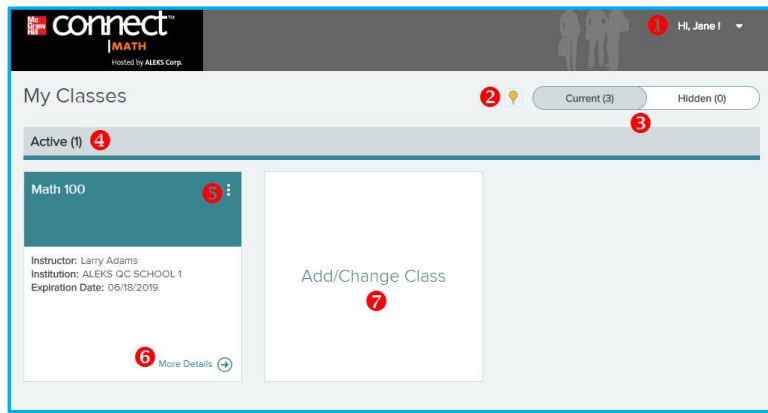 Mc
Graw
Hill
connect™
|MATH
Hosted by ALEKS Corp.
1 Hi, Jane !
My Classes
2 Current (3) Hidden (0)
3
Active (1) 4
Math 100 5
Instructor: Larry Adams
Institution: ALEKS QC SCHOOL 1
Expiration Date: 06/18/2019
6 More Details
Add/Change Class
7